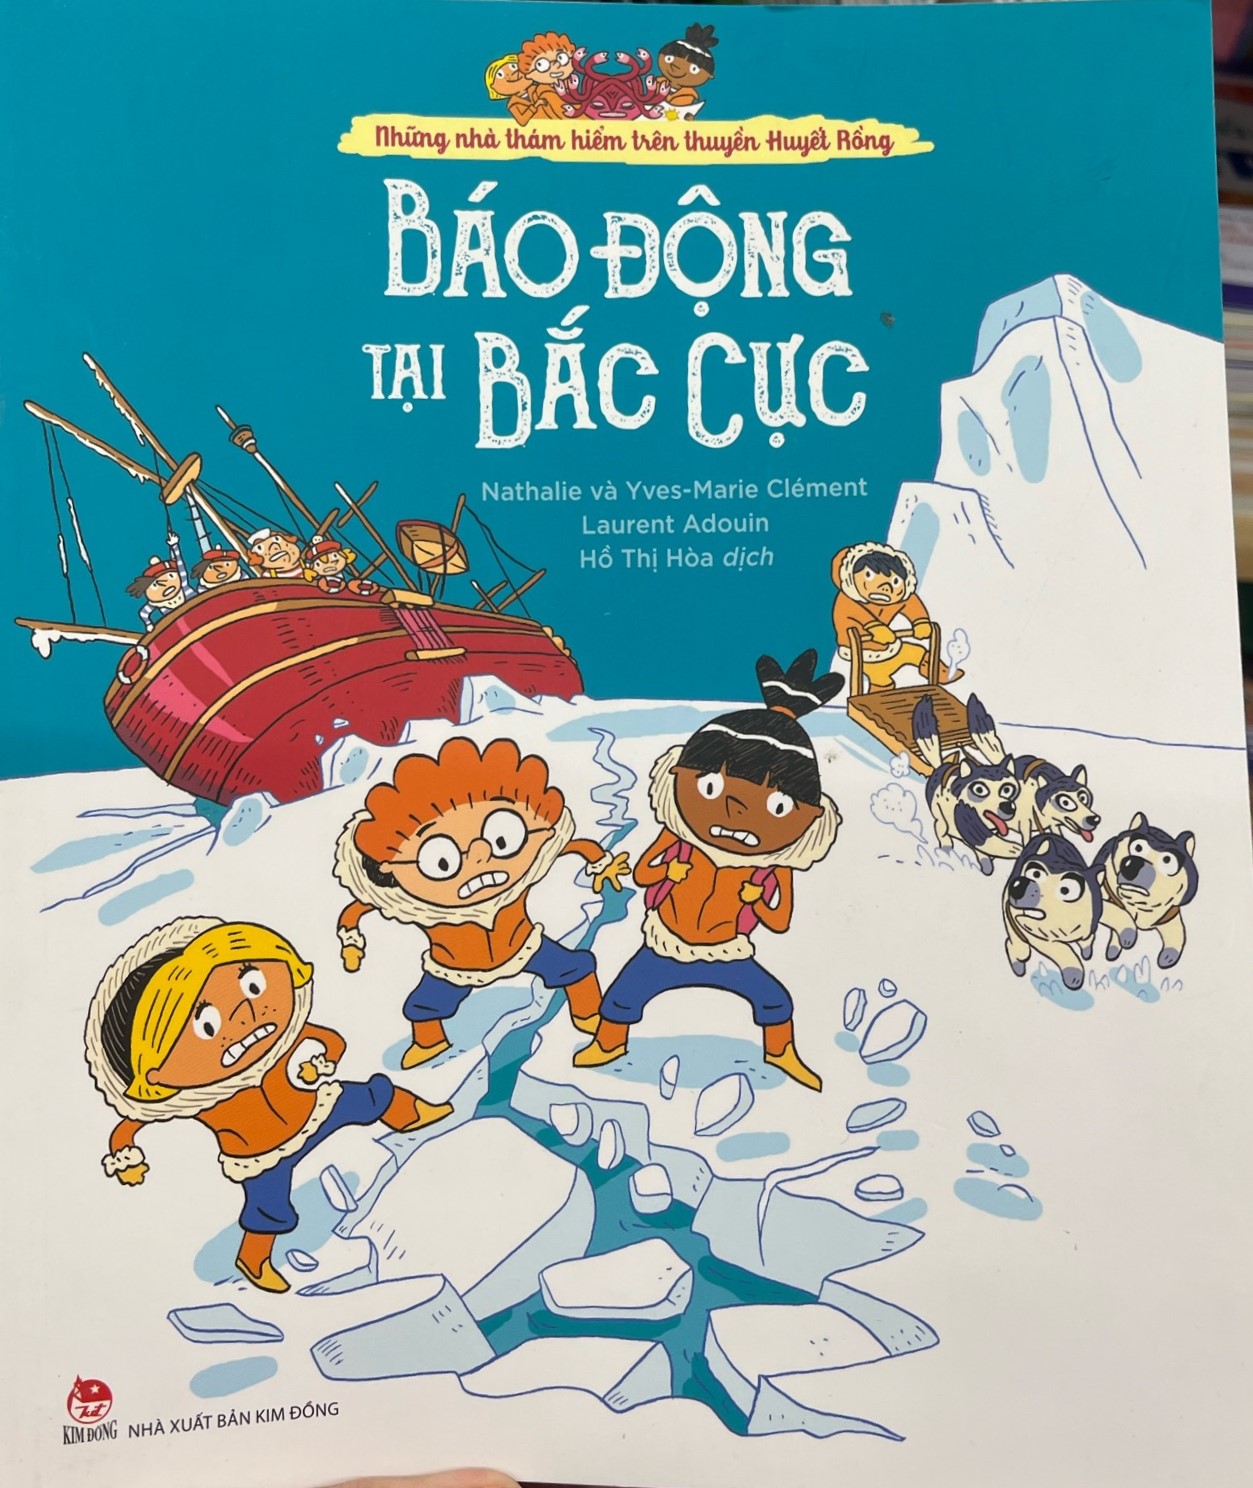 Những nhà thám hiểm trên thuyền Huyết Rồng
BÁO ĐỘNG
TẠI BẮC CỰC
Nathalie và Yves-Marie Clément
Laurent Adouin
Hồ Thị Hòa dịch
KIM ĐỒNG
NHÀ XUẤT BẢN KIM ĐỒNG